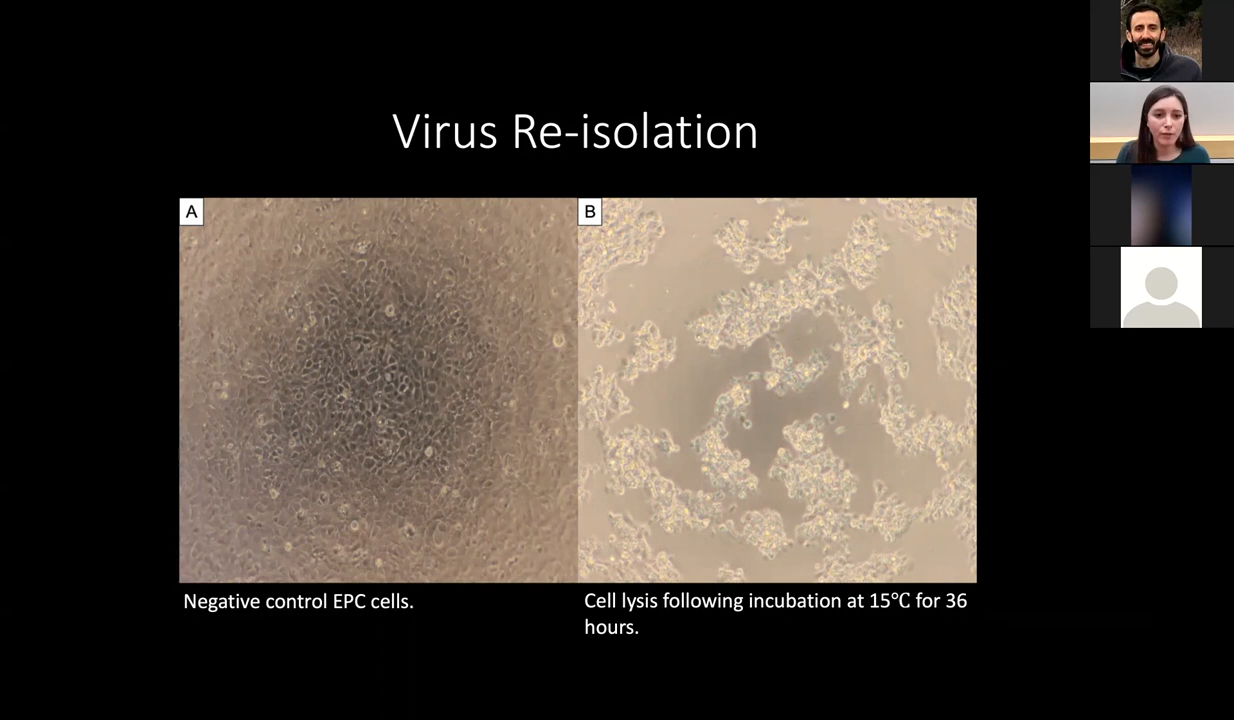 Virus Re-isolation
A
B
Negative control EPC cells.
Cell lysis following incubation at 15℃ for 36
hours.